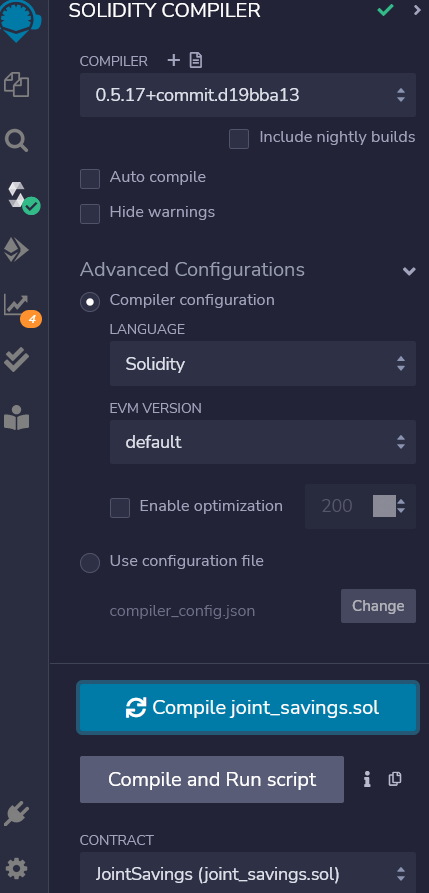 SOLIDITY COMPILER
COMPILER
0.5.17+commit.d19bba13
Include nightly builds
Auto compile
Hide warnings
Advanced Configurations
Compiler configuration
LANGUAGE
Solidity
4
EVM VERSION
default
Enable optimization
200
Use configuration file
compiler_config.json
Change
Compile joint_savings.sol
Compile and Run script
CONTRACT
JointSavings (joint_savings.sol)